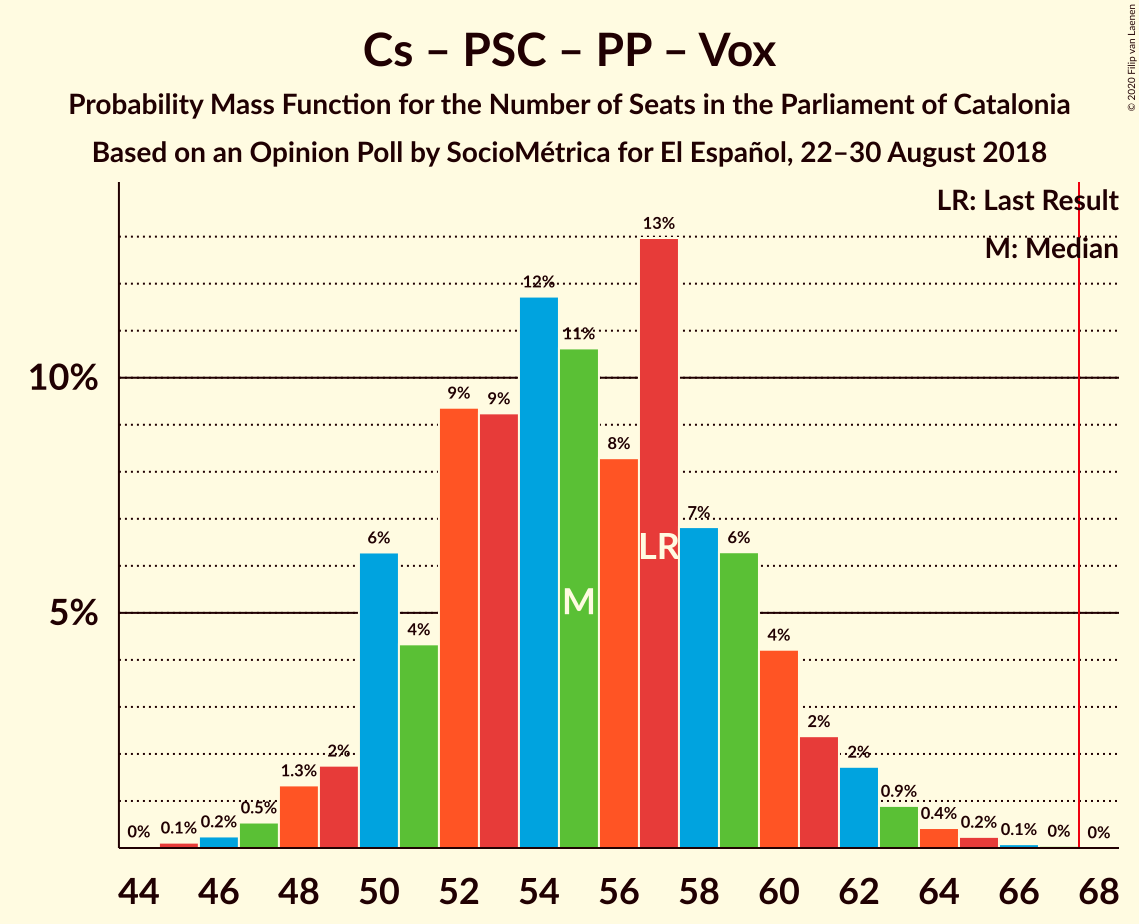 Cs – PSC – PP – Vox
Probability Mass Function for the Number of Seats in the Parliament of Catalonia
Based on an Opinion Poll by SocioMétrica for El Español, 22–30 August 2018
© 2020 Filip van Laenen
LR: Last Result
M: Median
10%
5%
0% 0.1% 0.2% 0.5% 1.3% 2% 6% 4% 9% 9% 12% 11% 8% 13% 7% 6% 4% 2% 2% 0.9% 0.4% 0.2% 0.1% 0% 0%
M
LR
44 46 48 50 52 54 56 58 60 62 64 66 68